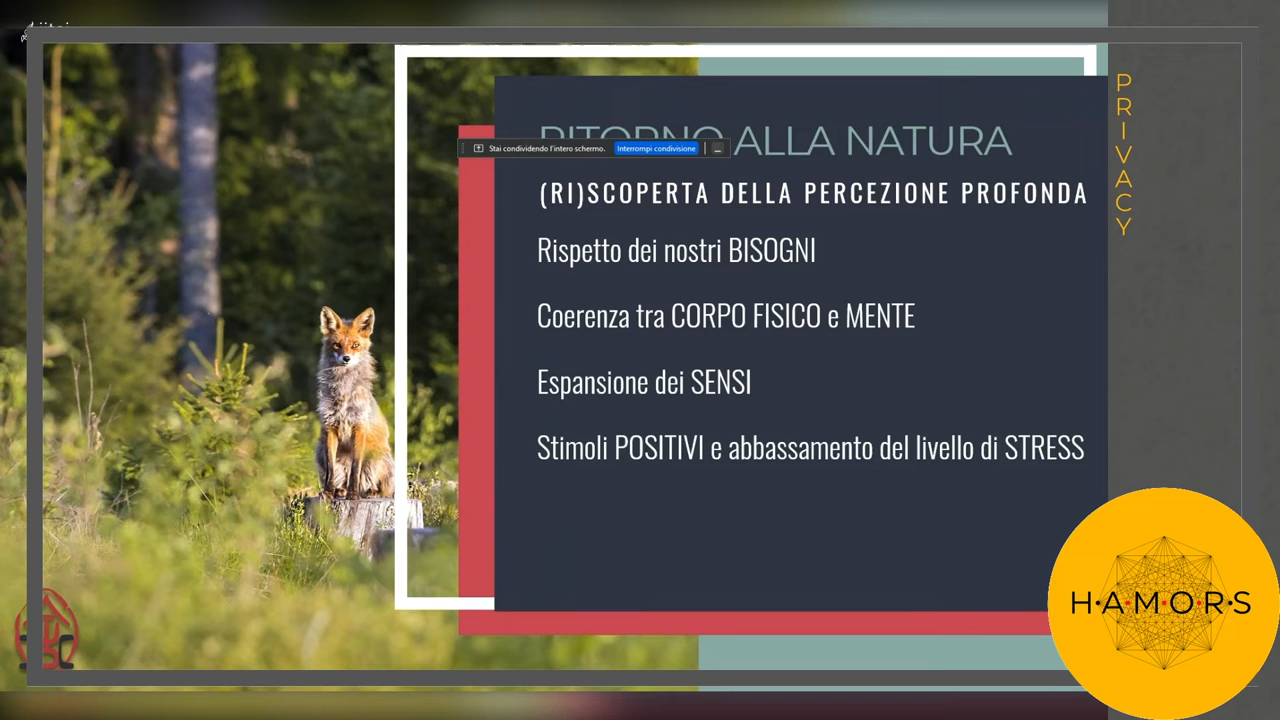 RITORNO ALLA NATURA
Stai condividendo l'intero schermo. Interrompi condivisione
(RI)SCOPERTA DELLA PERCEZIONE PROFONDA
Rispetto dei nostri BISOGNI
Coerenza tra CORPO FISICO e MENTE
Espansione dei SENSI
Stimoli POSITIVI e abbassamento del livello di STRESS
PRIVACY
H•A•M•O•R•S